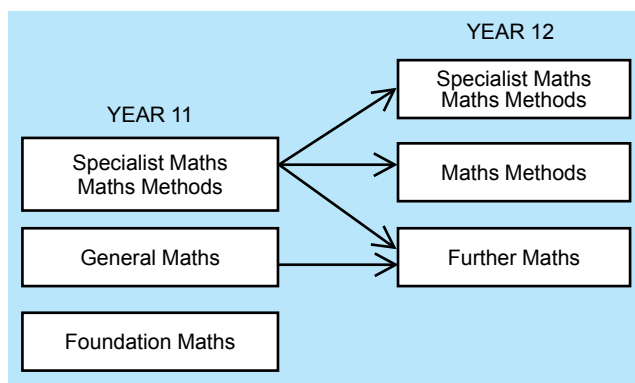 YEAR 12
Specialist Maths
Maths Methods
YEAR 11
Specialist Maths
Maths Methods
Maths Methods
General Maths
Further Maths
Foundation Maths